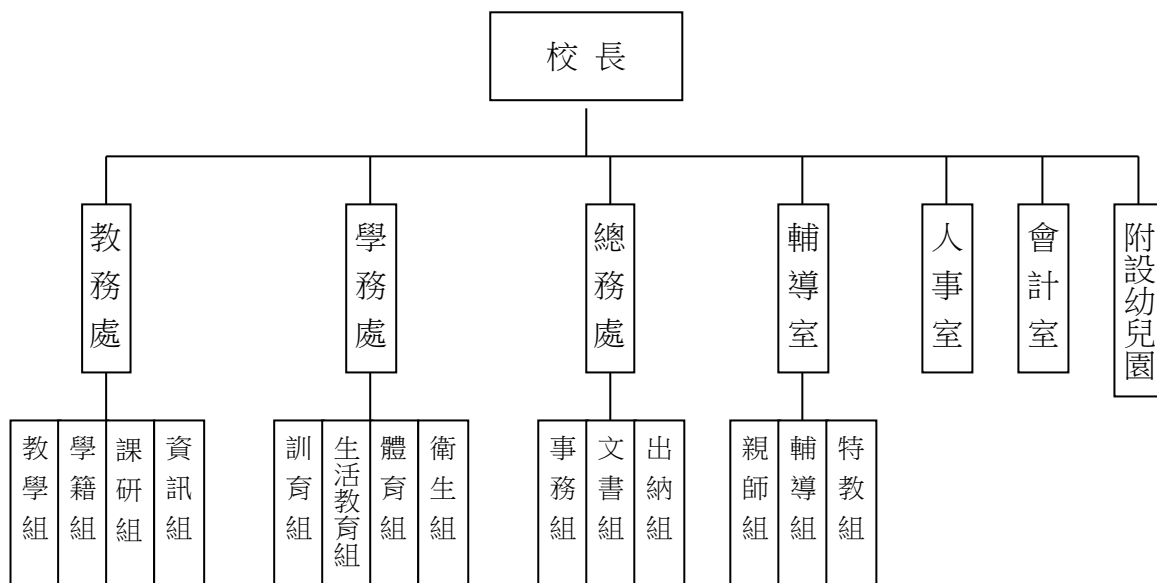 校長
教務處
學務處
總務處
輔導室
人事室
會計室
附設幼兒園
教學組
學籍組
課研組
資訊組
訓育組
生活教育組
體育組
衛生組
事務組
文書組
出納組
親師組
輔導組
特教組